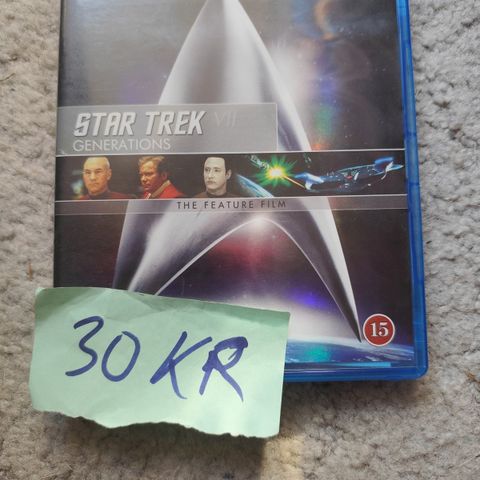 STAR TREK VII
GENERATIONS
THE FEATURE FILM
15
30 KR